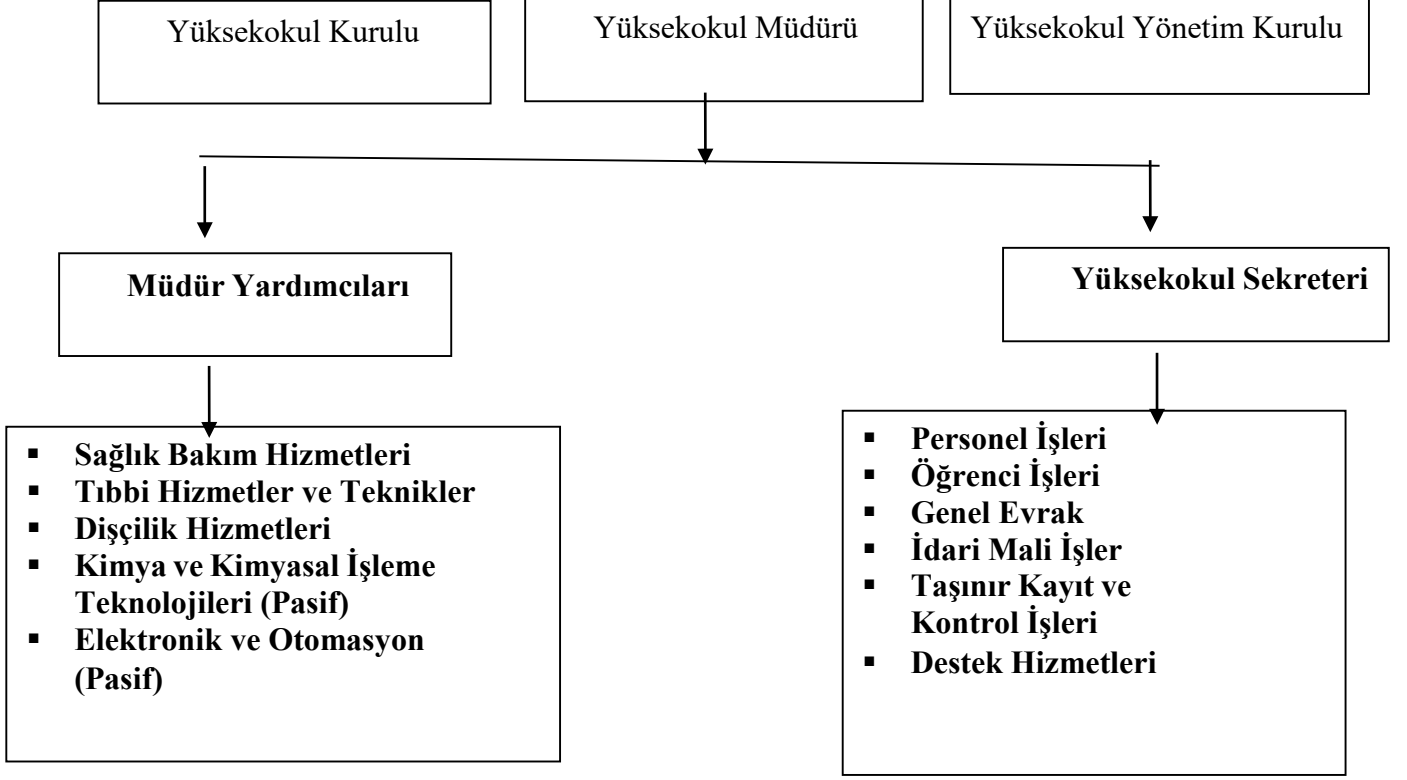 Yüksekokul Kurulu
Yüksekokul Müdürü
Yüksekokul Yönetim Kurulu
Müdür Yardımcıları
Yüksekokul Sekreteri
▪ Sağlık Bakım Hizmetleri
▪ Tıbbi Hizmetler ve Teknikler
▪ Dişçilik Hizmetleri
▪ Kimya ve Kimyasal İşleme
Teknolojileri (Pasif)
▪ Elektronik ve Otomasyon
(Pasif)
▪ Personel İşleri
▪ Öğrenci İşleri
▪ Genel Evrak
▪ İdari Mali İşler
▪ Taşınır Kayıt ve
Kontrol İşleri
▪ Destek Hizmetleri